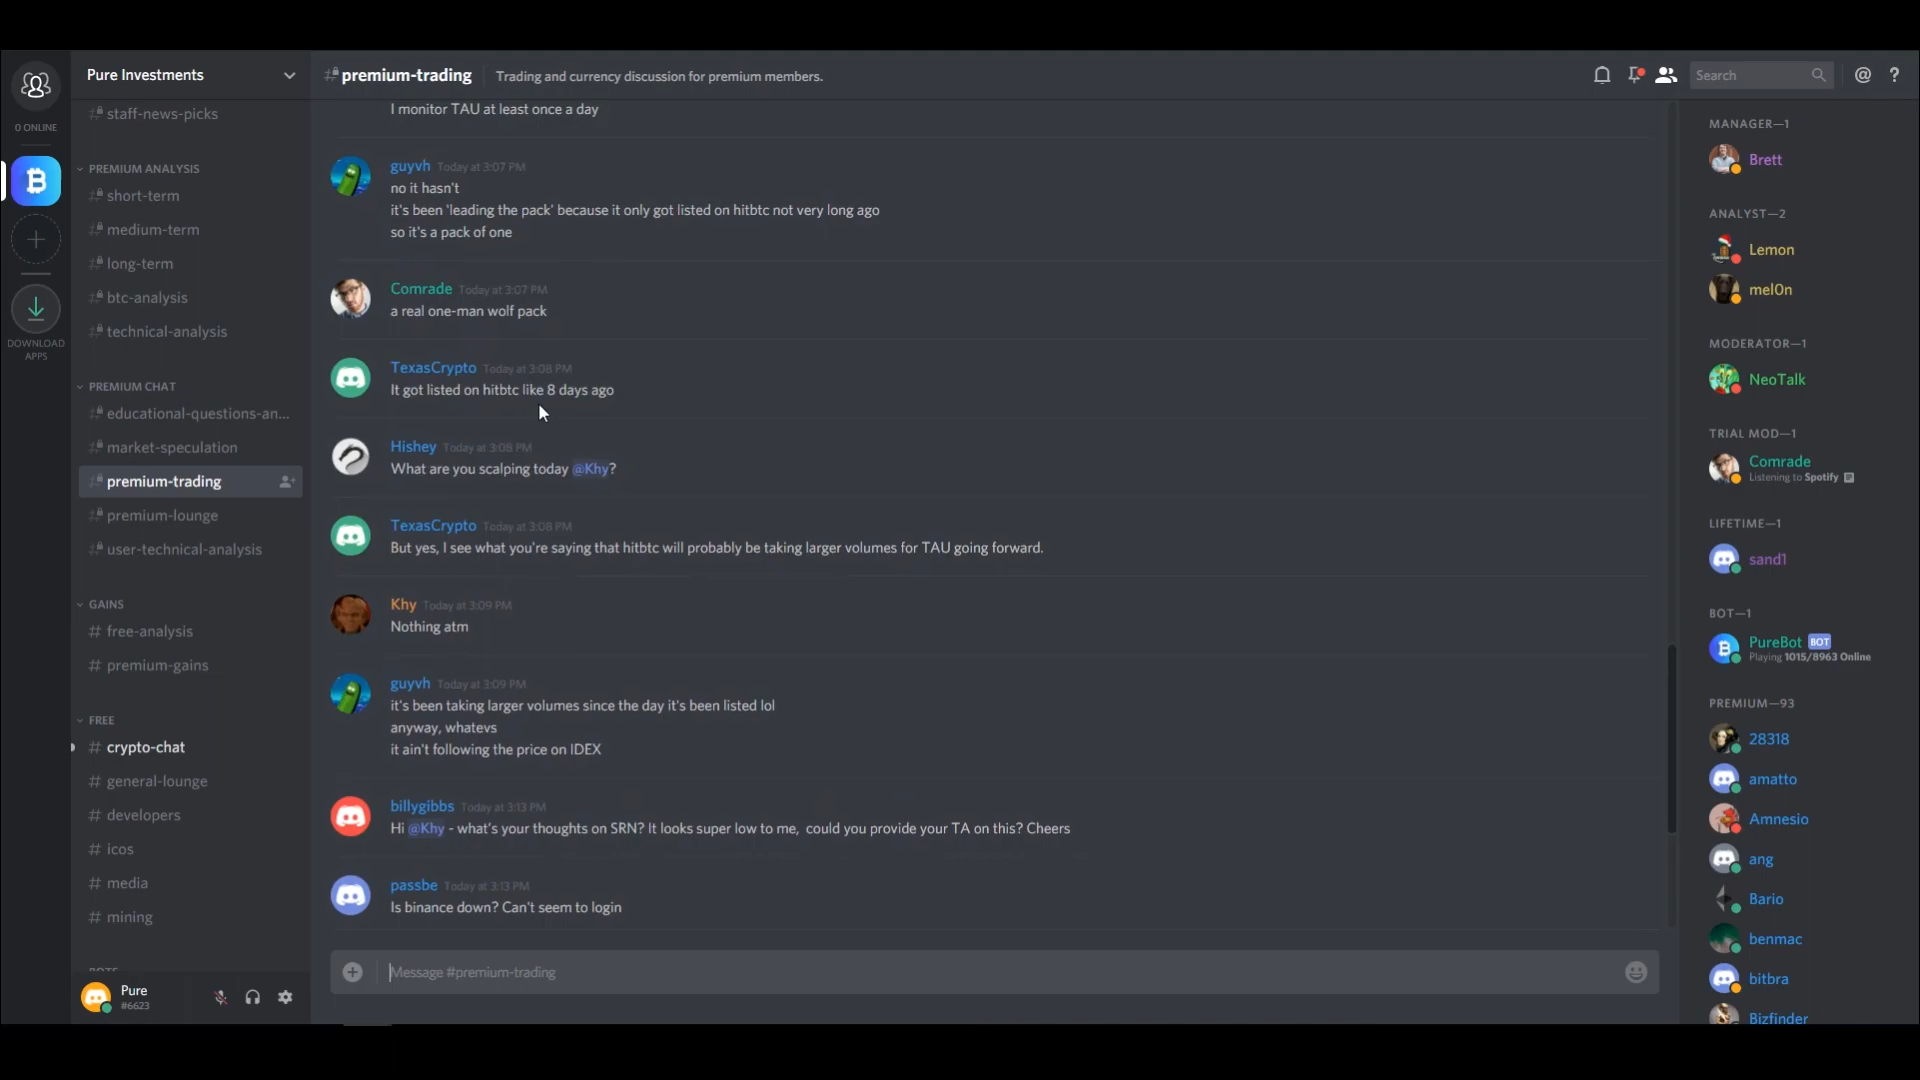 0 ONLINE
DOWNLOAD
APPS
Pure Investments
staff-news-picks
PREMIUM ANALYSIS
short-term
medium-term
long-term
btc-analysis
technical-analysis
PREMIUM CHAT
educational-questions-an...
market-speculation
premium-trading
premium-lounge
user-technical-analysis
GAINS
# free-analysis
# premium-gains
FREE
# crypto-chat
# general-lounge
# developers
# icos
# media
# mining
BOTS
Pure
#6623
premium-trading
Trading and currency discussion for premium members.
Search
@ ?
I monitor TAU at least once a day
guyvh Today at 3:07 PM
no it hasn't
it's been 'leading the pack' because it only got listed on hitbtc not very long ago
so it's a pack of one
Comrade Today at 3:07 PM
a real one-man wolf pack
TexasCrypto Today at 3:08 PM
It got listed on hitbtc like 8 days ago
Hishey Today at 3:08 PM
What are you scalping today @Khy?
TexasCrypto Today at 3:08 PM
But yes, I see what you're saying that hitbtc will probably be taking larger volumes for TAU going forward.
Khy Today at 3:09 PM
Nothing atm
guyvh Today at 3:09 PM
it's been taking larger volumes since the day it's been listed lol
anyway, whatevs
it ain't following the price on IDEX
billygibbs Today at 3:13 PM
Hi @Khy - what's your thoughts on SRN? It looks super low to me, could you provide your TA on this? Cheers
passbe Today at 3:13 PM
Is binance down? Can't seem to login
Message #premium-trading
MANAGER—1
Brett
ANALYST—2
Lemon
mel0n
MODERATOR—1
NeoTalk
TRIAL MOD—1
Comrade
Listening to Spotify
LIFETIME—1
sand1
BOT—1
PureBot BOT
Playing 1015/8963 Online
PREMIUM—93
28318
amatto
Amnesio
ang
Bario
benmac
bitbra
Bizfinder